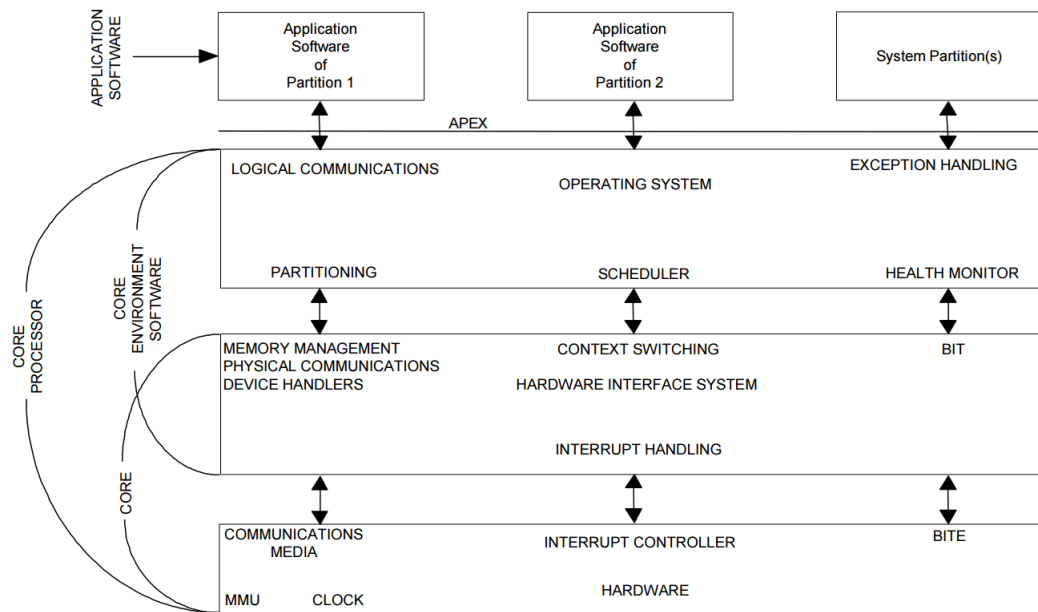 APPLICATION
SOFTWARE
Application
Software
of
Partition 1
Application
Software
of
Partition 2
System Partition(s)
APEX
LOGICAL COMMUNICATIONS
OPERATING SYSTEM
EXCEPTION HANDLING
PARTITIONING
SCHEDULER
HEALTH MONITOR
CORE
PROCESSOR
CORE
ENVIRONMENT
SOFTWARE
MEMORY MANAGEMENT
PHYSICAL COMMUNICATIONS
DEVICE HANDLERS
CONTEXT SWITCHING
HARDWARE INTERFACE SYSTEM
BIT
INTERRUPT HANDLING
CORE
COMMUNICATIONS
MEDIA
INTERRUPT CONTROLLER
BITE
HARDWARE
MMU
CLOCK